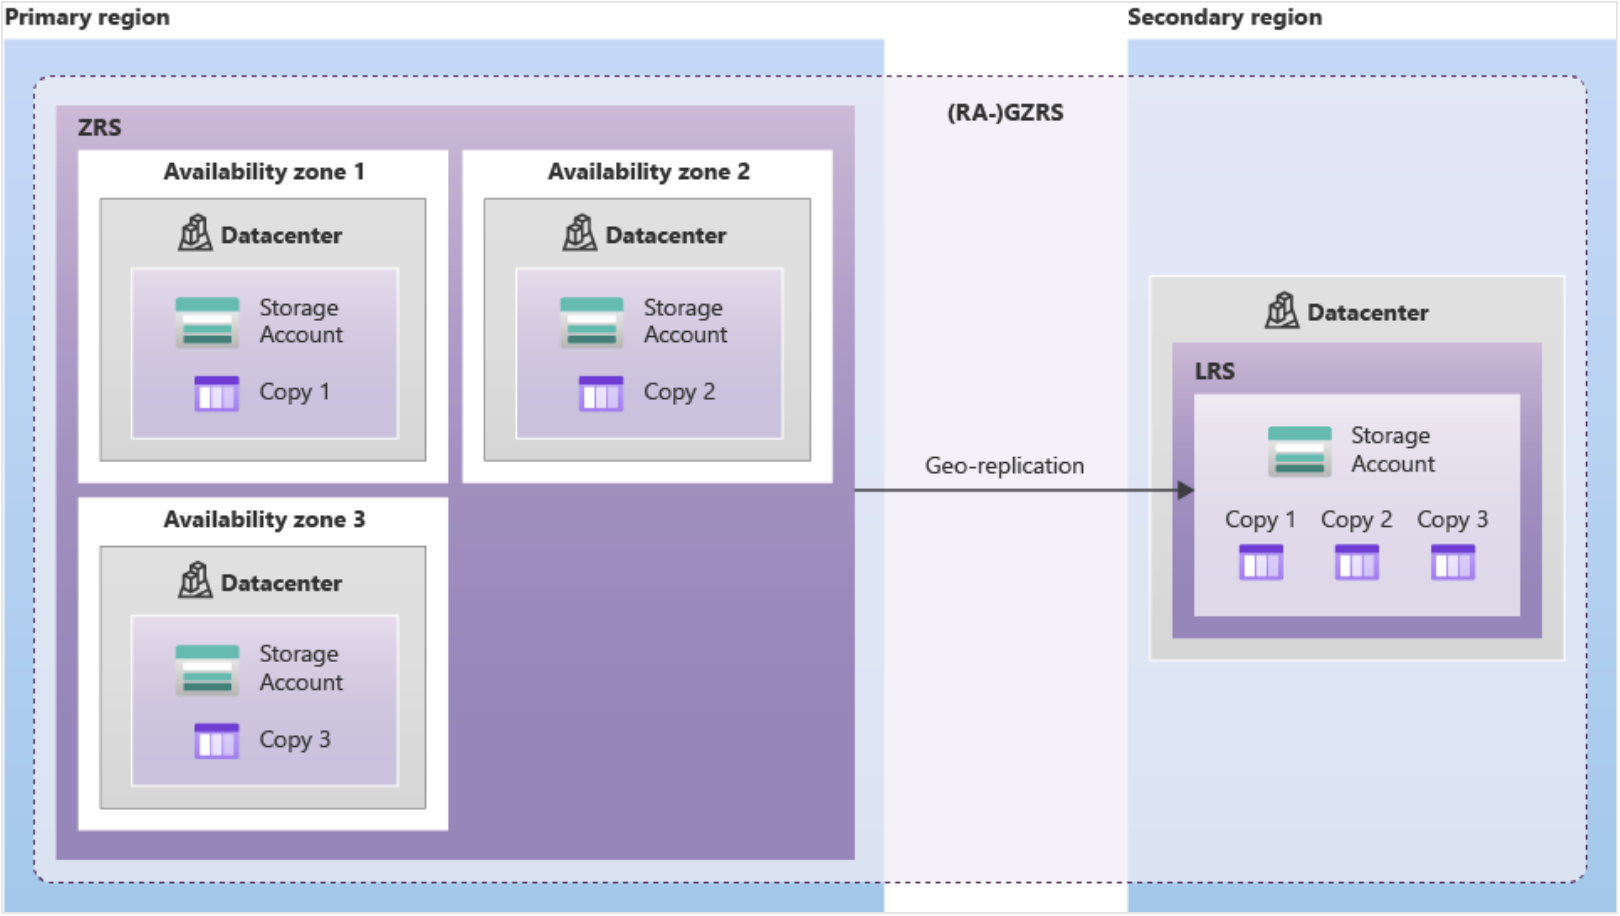 Primary region
Secondary region
(RA-)GZRS
ZRS
Availability zone 1
Datacenter
Storage
Account
Copy 1
Availability zone 2
Datacenter
Storage
Account
Copy 2
Availability zone 3
Datacenter
Storage
Account
Copy 3
Geo-replication
Datacenter
LRS
Storage
Account
Copy 1 Copy 2 Copy 3